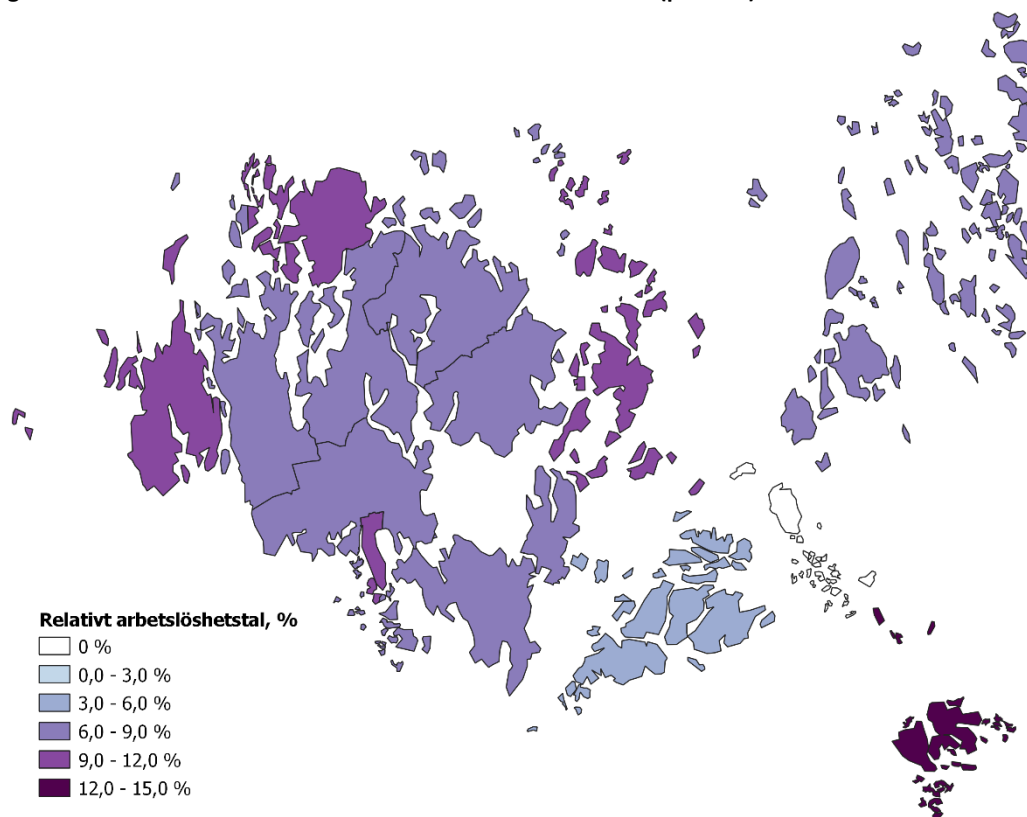 Relativt arbetslöshetstal, %
0 %
0,0 - 3,0 %
3,0 - 6,0 %
6,0 - 9,0 %
9,0 - 12,0 %
12,0 - 15,0 %